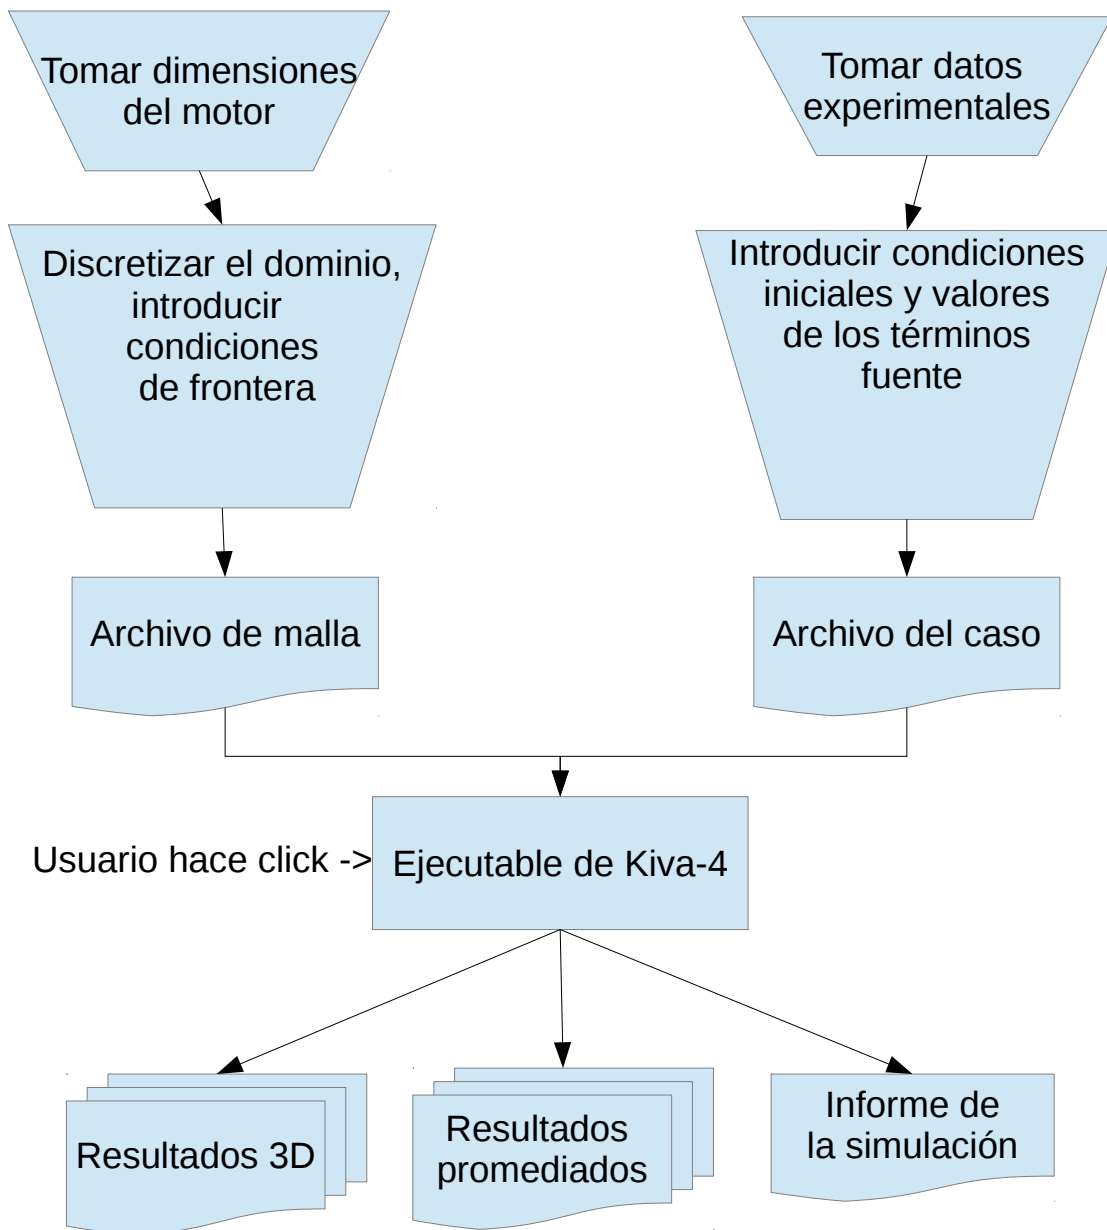 Tomar dimensiones
del motor
Tomar datos
experimentales
Discretizar el dominio,
introducir
condiciones
de frontera
Introducir condiciones
iniciales y valores
de los términos
fuente
Archivo de malla
Archivo del caso
Usuario hace click ->
Ejecutable de Kiva-4
Resultados 3D
Resultados
promediados
Informe de
la simulación